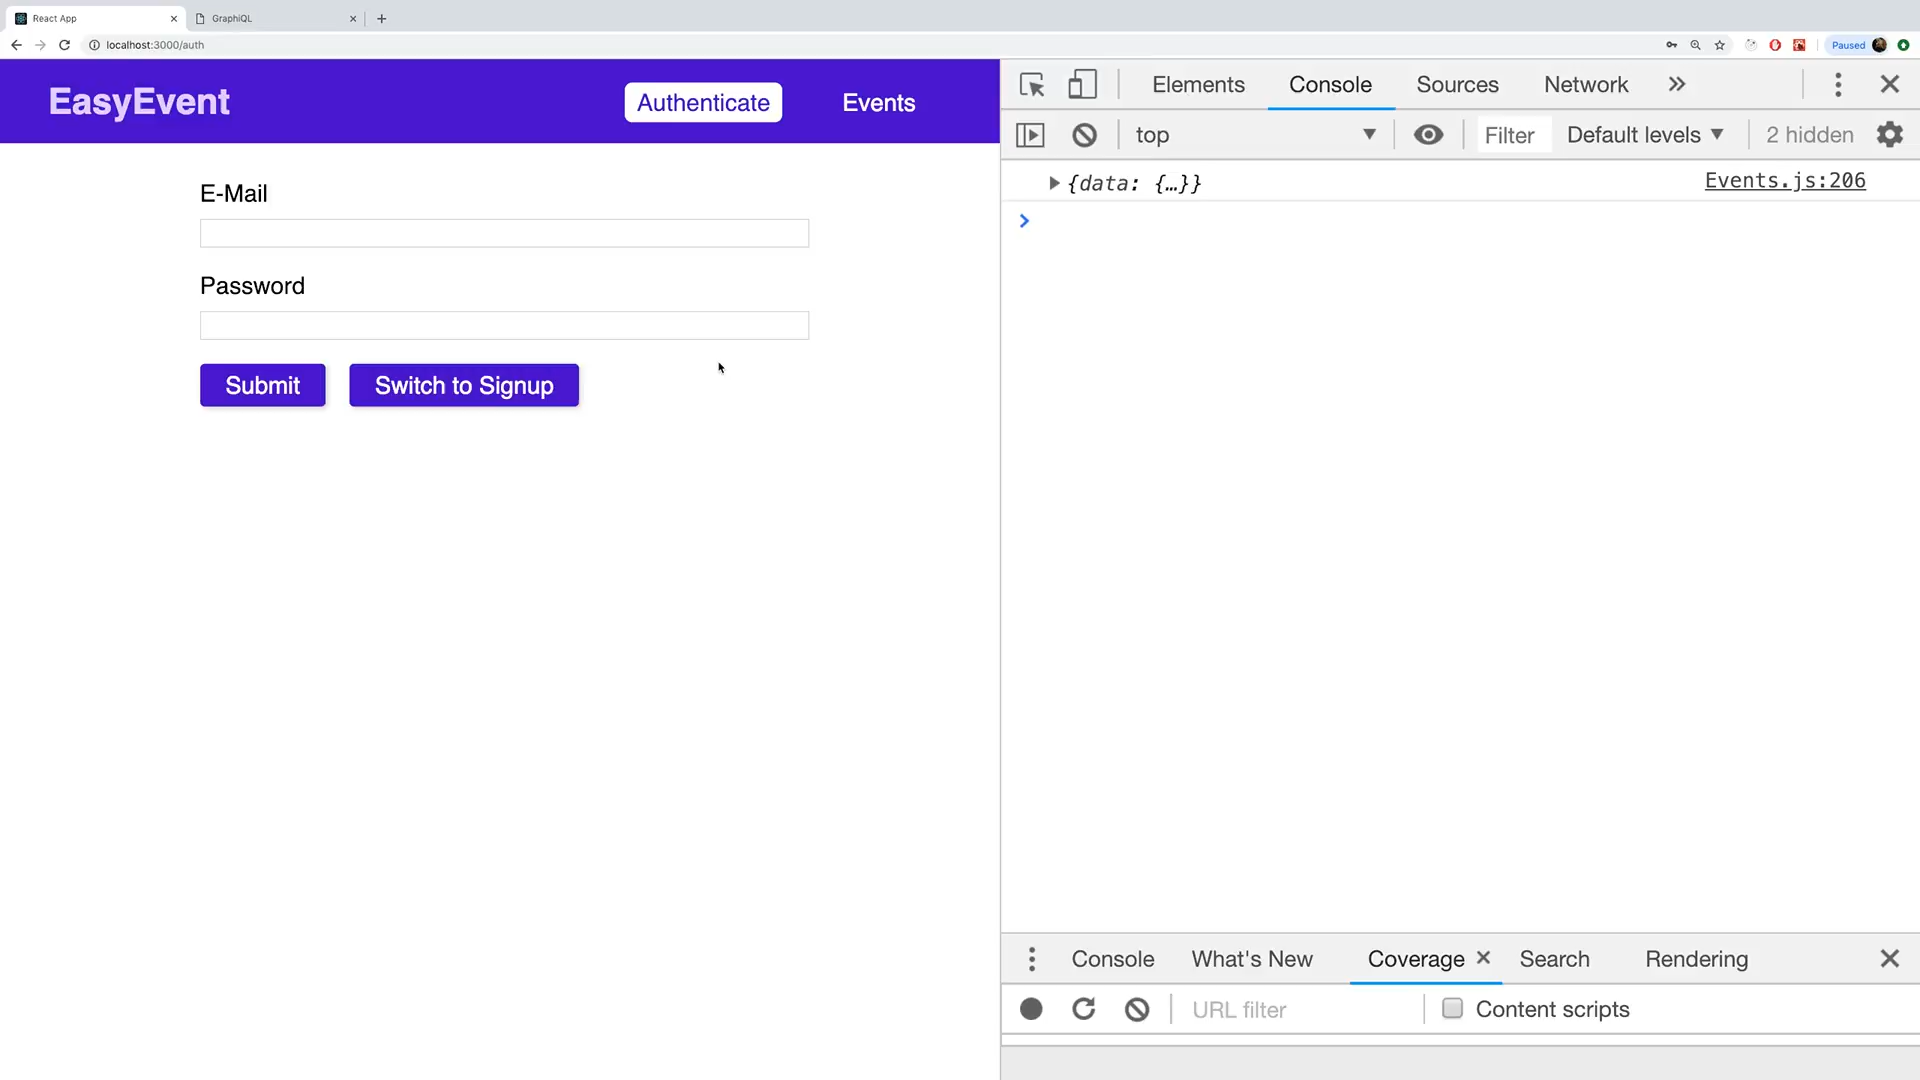 React App
GraphiQL
localhost:3000/auth
Paused
EasyEvent
Authenticate
Events
E-Mail
Password
Submit
Switch to Signup
Elements
Console
Sources
Network
top
Filter
Default levels
2 hidden
{data: {…}}
Events.js:206
Console
What's New
Coverage
Search
Rendering
URL filter
Content scripts